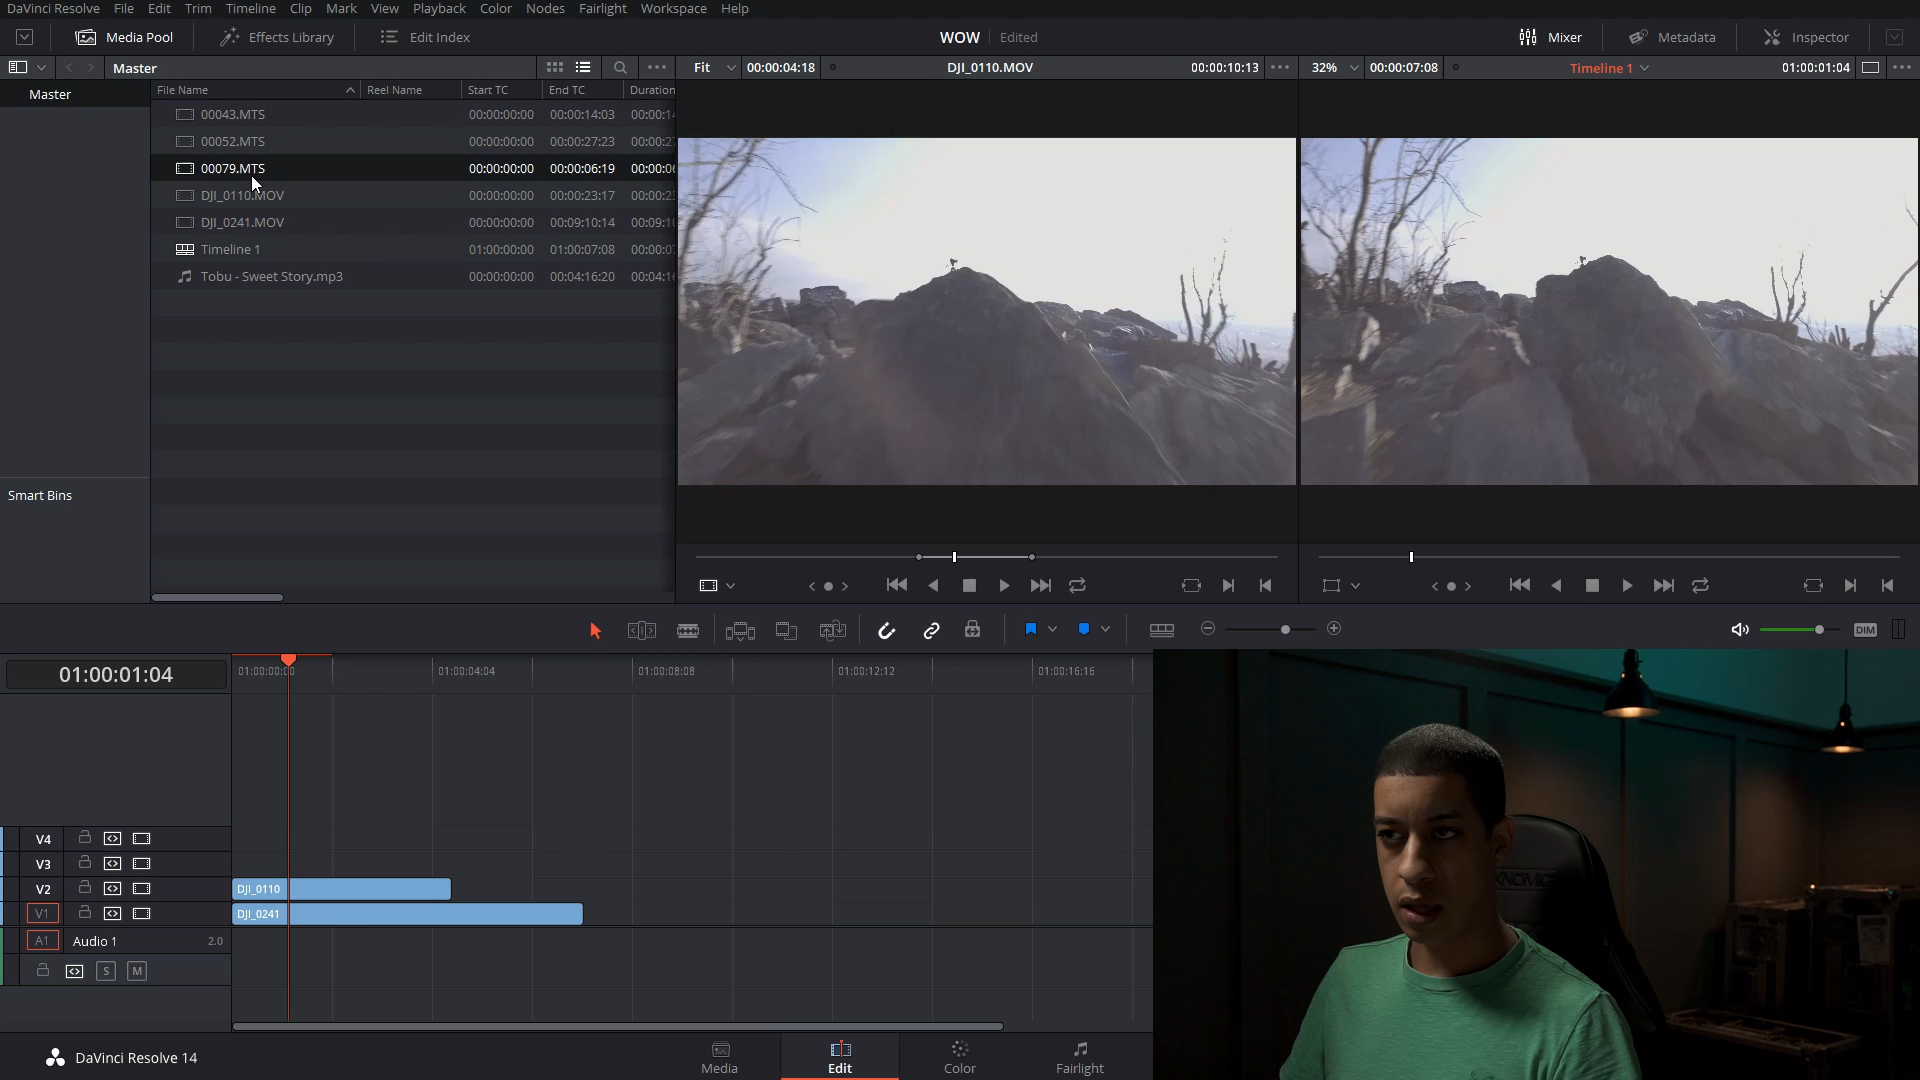 DaVinci Resolve File Edit Trim Timeline Clip Mark View Playback Color Nodes Fairlight Workspace Help
Media Pool Effects Library Edit Index WOW Edited Mixer Metadata Inspector
Master Fit 00:00:04:18 DJI_0110.MOV 00:00:10:13 32% 00:00:07:08 Timeline 1 01:00:01:04
Master
File Name Reel Name Start TC End TC Duration
00043.MTS 00:00:00:00 00:00:14:03
00052.MTS 00:00:00:00 00:00:27:23
00079.MTS 00:00:00:00 00:00:06:19
DJI_0110.MOV 00:00:00:00 00:00:23:17
DJI_0241.MOV 00:00:00:00 00:09:10:14
Timeline 1 01:00:00:00 01:00:07:08
Tobu - Sweet Story.mp3 00:00:00:00 00:04:16:20
Smart Bins
DIM
01:00:01:04
01:00:00:00 01:00:04:04 01:00:08:08 01:00:12:12 01:00:16:16
V4
V3
V2 DJI_0110
V1 DJI_0241
A1 Audio 1 2.0
S M
DaVinci Resolve 14
Media Edit Color Fairlight